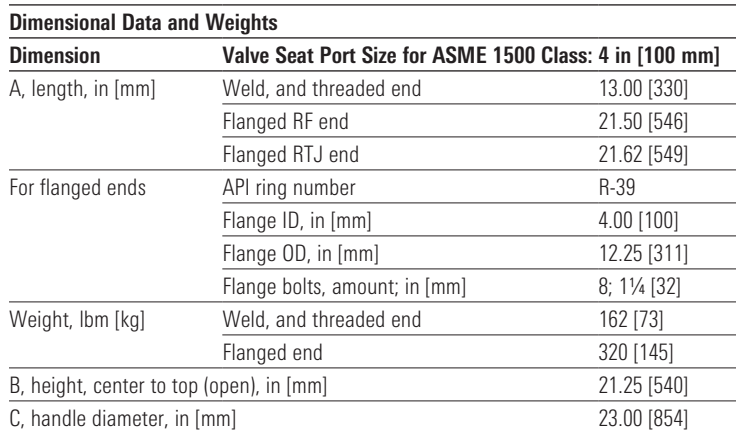 Dimensional Data and Weights
Dimension Valve Seat Port Size for ASME 1500 Class: 4 in [100 mm]
A, length, in [mm] Weld, and threaded end 13.00 [330]
Flanged RF end 21.50 [546]
Flanged RTJ end 21.62 [549]
For flanged ends API ring number R-39
Flange ID, in [mm] 4.00 [100]
Flange OD, in [mm] 12.25 [311]
Flange bolts, amount; in [mm] 8; 1¼ [32]
Weight, lbm [kg] Weld, and threaded end 162 [73]
Flanged end 320 [145]
B, height, center to top (open), in [mm] 21.25 [540]
C, handle diameter, in [mm] 23.00 [854]